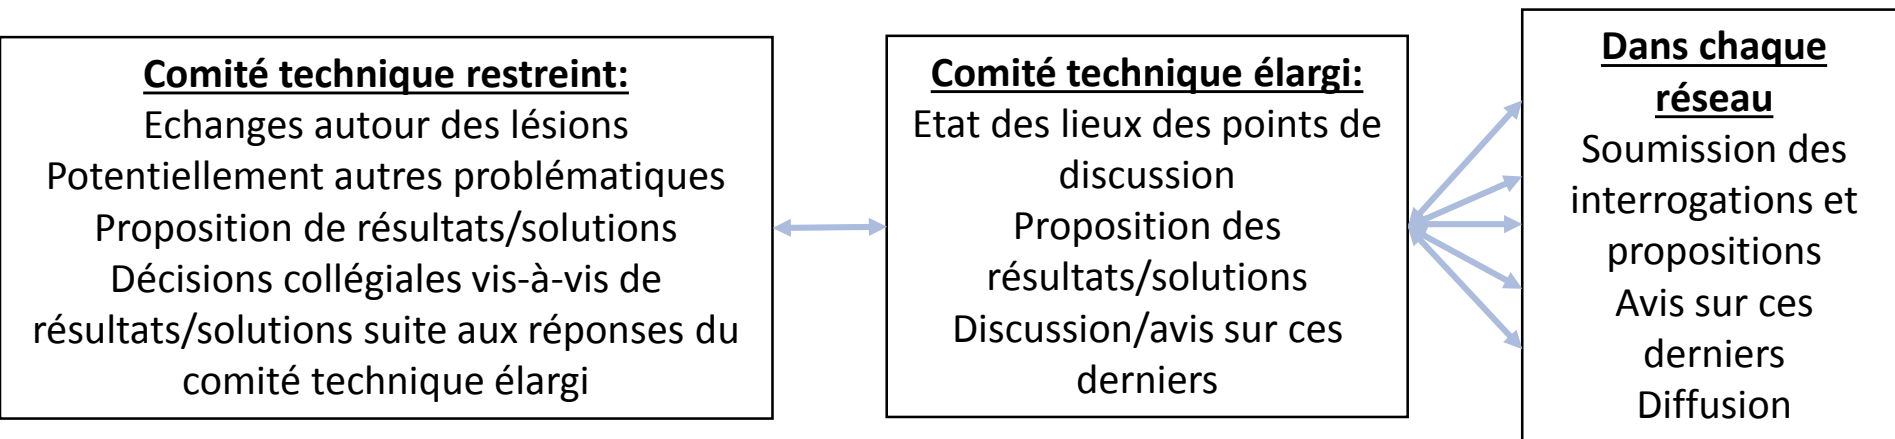 Comité technique restreint:
Echanges autour des lésions
Potentiellement autres problématiques
Proposition de résultats/solutions
Décisions collégiales vis-à-vis de
résultats/solutions suite aux réponses du
comité technique élargi
Comité technique élargi:
Etat des lieux des points de
discussion
Proposition des
résultats/solutions
Discussion/avis sur ces
derniers
Dans chaque
réseau
Soumission des
interrogations et
propositions
Avis sur ces
derniers
Diffusion